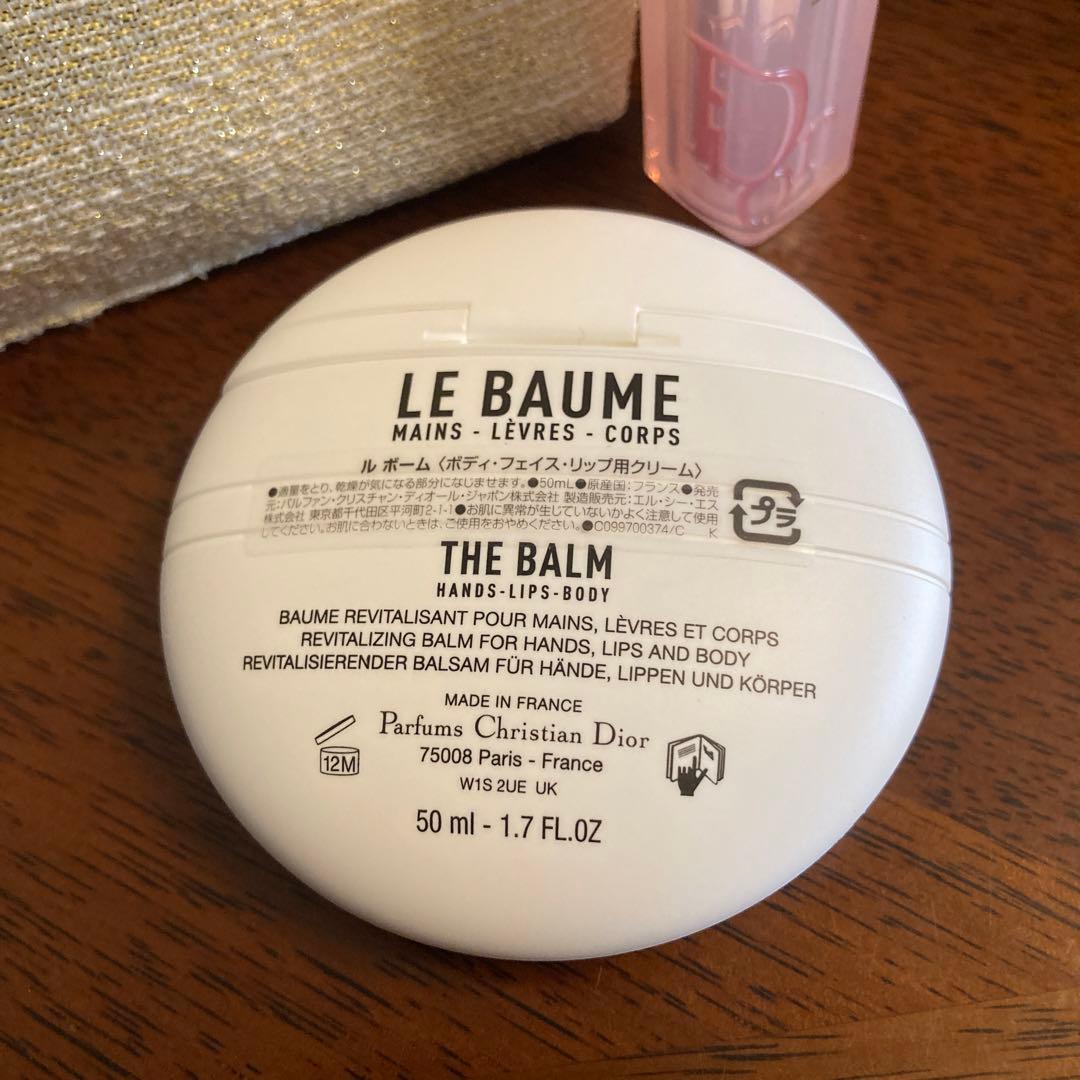 LE BAUME
MAINS - LÈVRES - CORPS
ル ボーム〈ボディ・フェイス・リップ用クリーム〉
●適量をとり、乾燥が気になる部分になじませます。●50mL●原産国:フランス●発売
元:パルファン・クリスチャン・ディオール・ジャポン株式会社 製造販売元:エル・シー・エス
株式会社 東京都千代田区平河町2-1-1●お肌に異常が生じていないかよく注意して使用
してください。お肌に合わないときは、ご使用をおやめください。●C099700374/C K
プラ
THE BALM
HANDS-LIPS-BODY
BAUME REVITALISANT POUR MAINS, LÈVRES ET CORPS
REVITALIZING BALM FOR HANDS, LIPS AND BODY
REVITALISIERENDER BALSAM FÜR HÄNDE, LIPPEN UND KÖRPER
MADE IN FRANCE
Parfums Christian Dior
75008 Paris - France
W1S 2UE UK
12M
50 ml - 1.7 FL.OZ